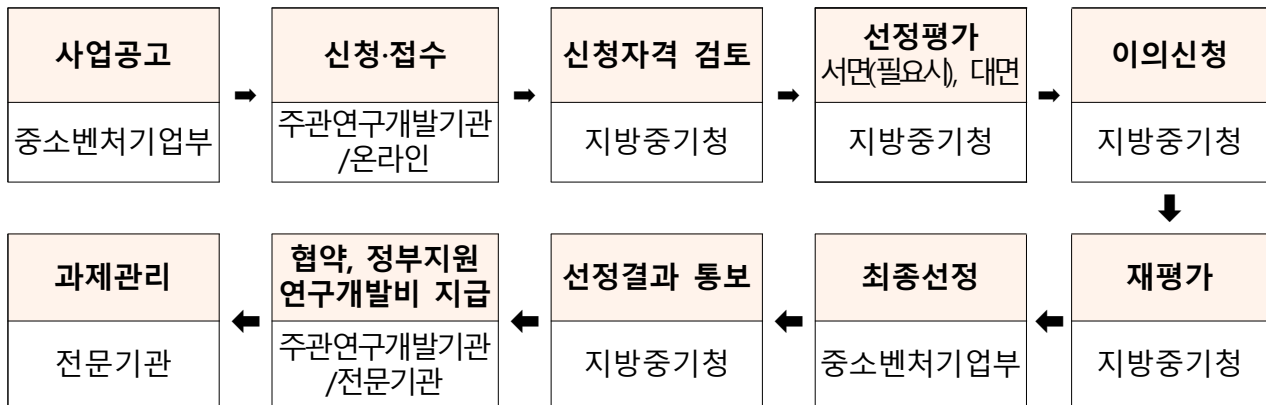 사업공고
중소벤처기업부
➡
신청·접수
주관연구개발기관
/온라인
➡
신청자격 검토
지방중기청
➡
선정평가
서면(필요시), 대면
지방중기청
➡
이의신청
지방중기청
⬇
재평가
지방중기청
⬅
최종선정
중소벤처기업부
⬅
선정결과 통보
지방중기청
⬅
협약, 정부지원
연구개발비 지급
주관연구개발기관
/전문기관
⬅
과제관리
전문기관